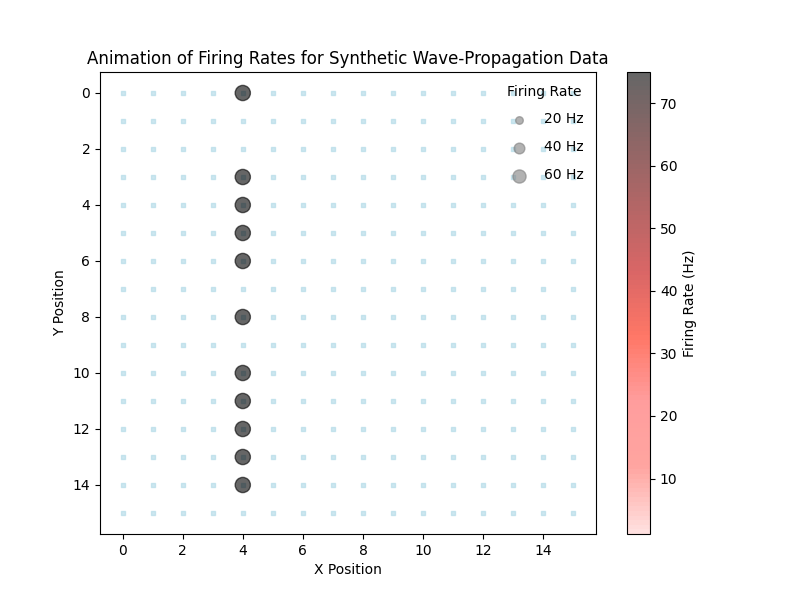 Animation of Firing Rates for Synthetic Wave-Propagation Data
Firing Rate
20 Hz
40 Hz
60 Hz
0
2
4
6
8
10
12
14
Y Position
0 2 4 6 8 10 12 14
X Position
70
60
50
40
30
20
10
Firing Rate (Hz)